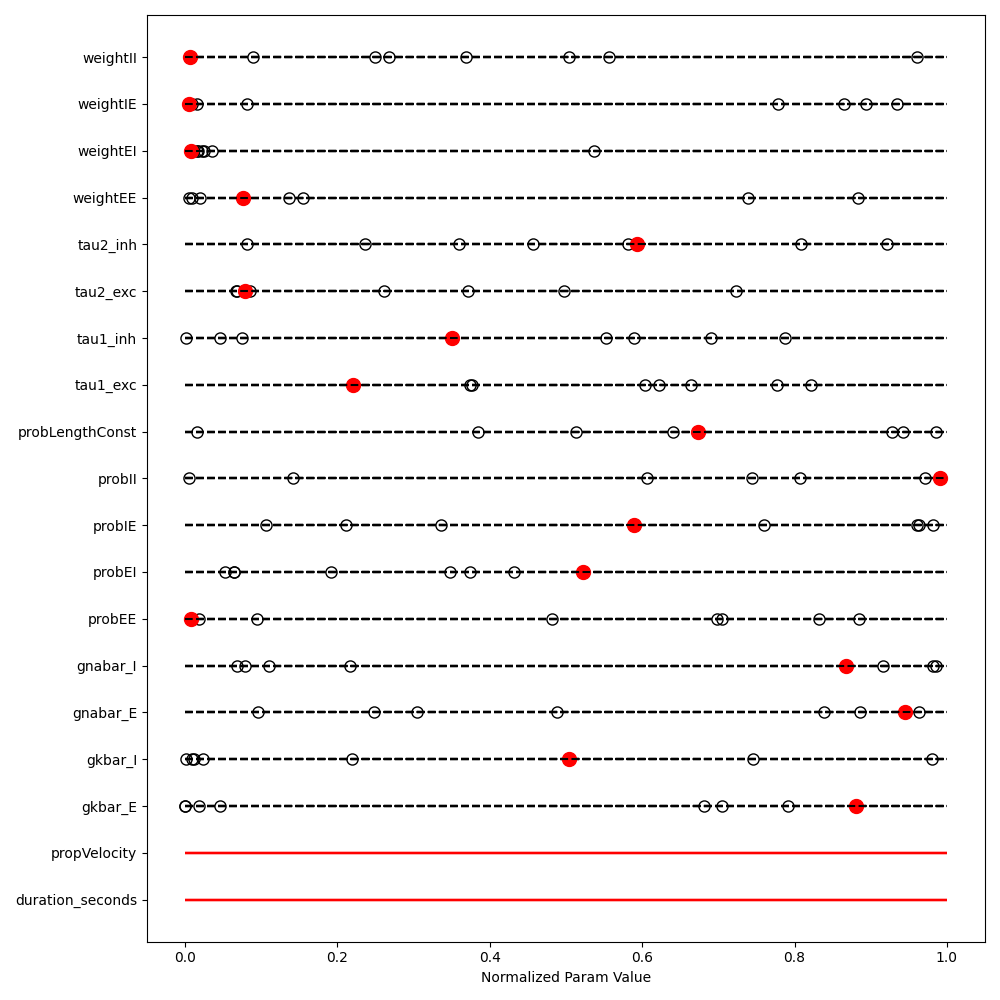 weightII
weightIE
weightEI
weightEE
tau2_inh
tau2_exc
tau1_inh
tau1_exc
probLengthConst
probII
probIE
probEI
probEE
gnabar_I
gnabar_E
gkbar_I
gkbar_E
propVelocity
duration_seconds
0.0 0.2 0.4 0.6 0.8 1.0
Normalized Param Value